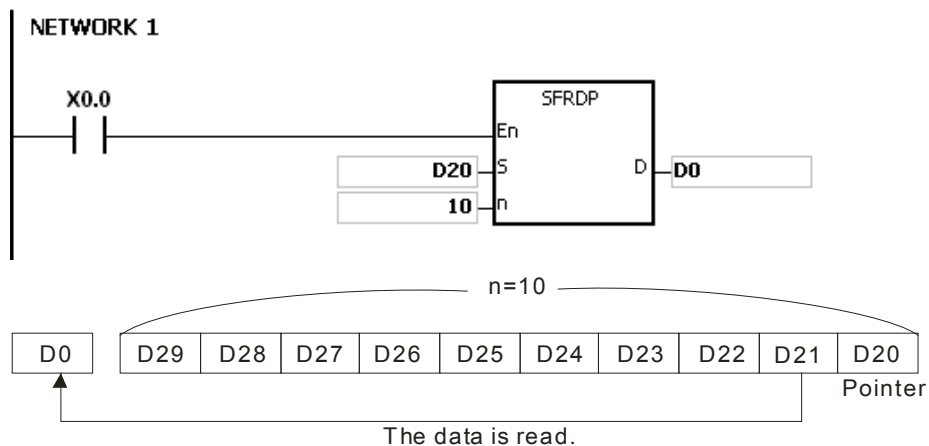 NETWORK 1
X0.0
SFRDP
En
D20 S D D0
10 n
n=10
D0 D29 D28 D27 D26 D25 D24 D23 D22 D21 D20
Pointer
The data is read.